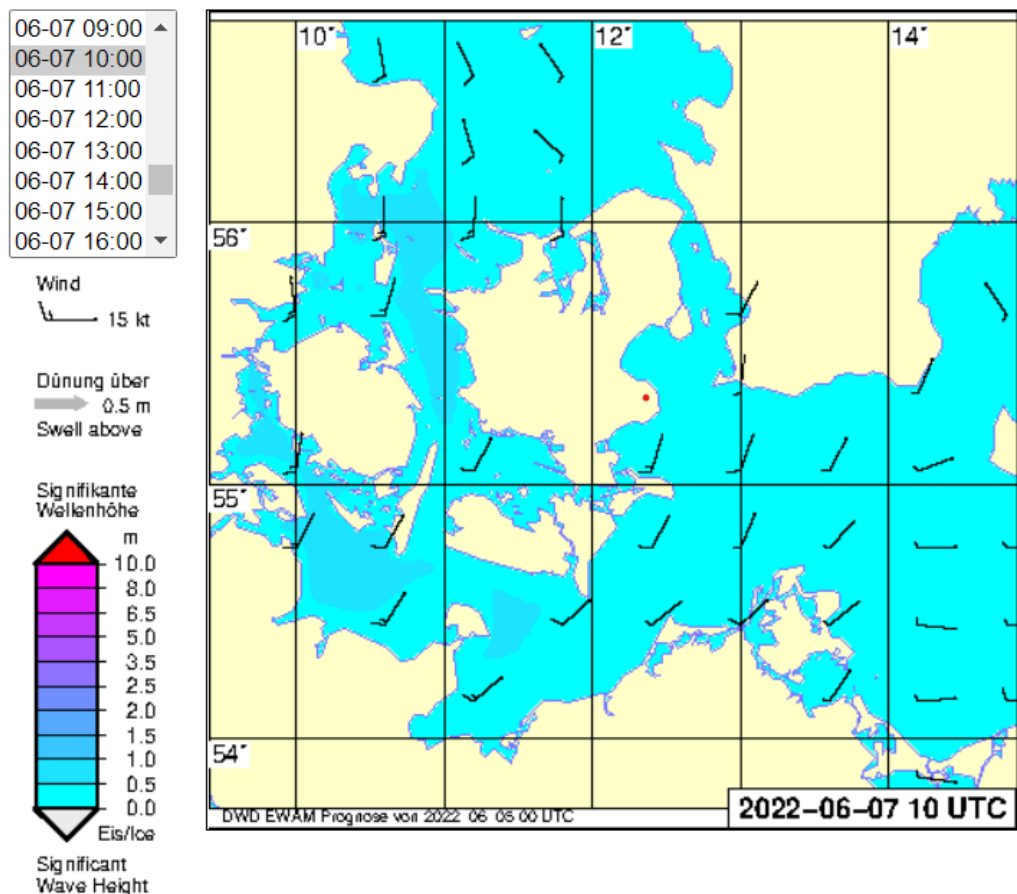 06-07 09:00
06-07 10:00
06-07 11:00
06-07 12:00
06-07 13:00
06-07 14:00
06-07 15:00
06-07 16:00
Wind
15 kt
Dünung über
0.5 m
Swell above
Signifikante
Wellenhöhe
m
10.0
8.0
6.5
5.0
3.5
2.5
2.0
1.5
1.0
0.5
0.0
Eis/Ice
Significant
Wave Height
10° 12° 14°
56°
55°
54°
DWD EWAM Prognose von 2022 06 05 00 UTC
2022-06-07 10 UTC